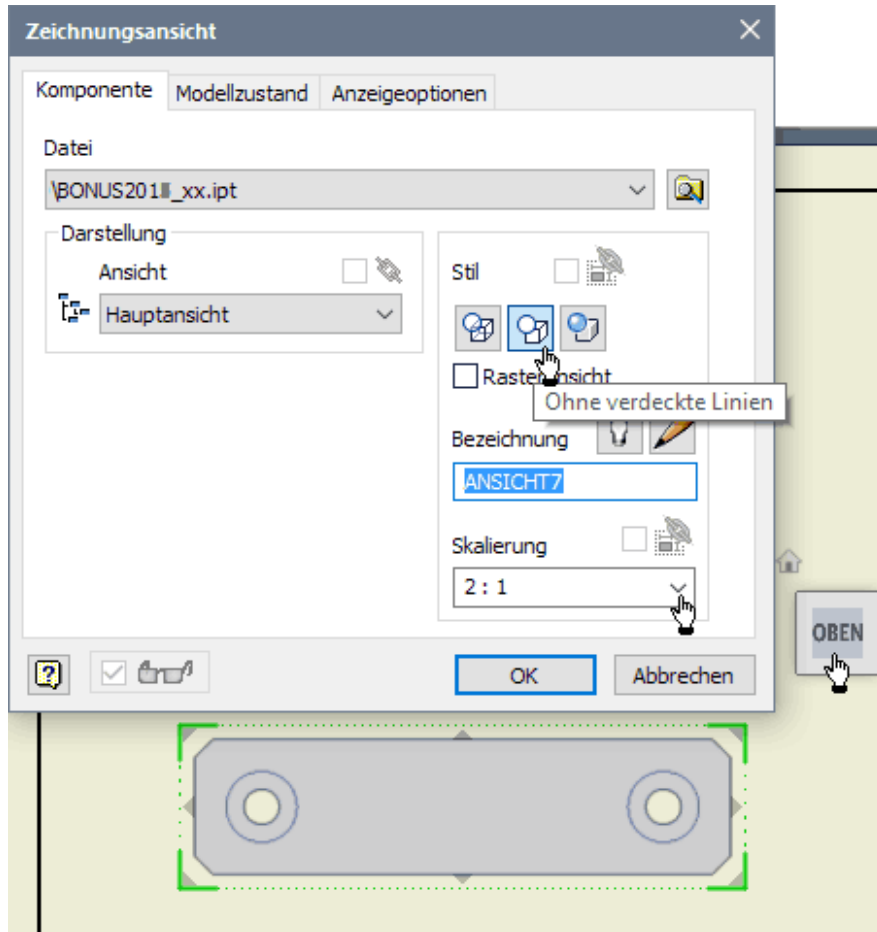 Zeichnungsansicht
Komponente Modellzustand Anzeigeoptionen
Datei
Darstellung
Ansicht
Hauptansicht
Stil
Ohne verdeckte Linien
Bezeichnung
ANSICHT7
Skalierung
2 : 1
OBEN
OK Abbrechen